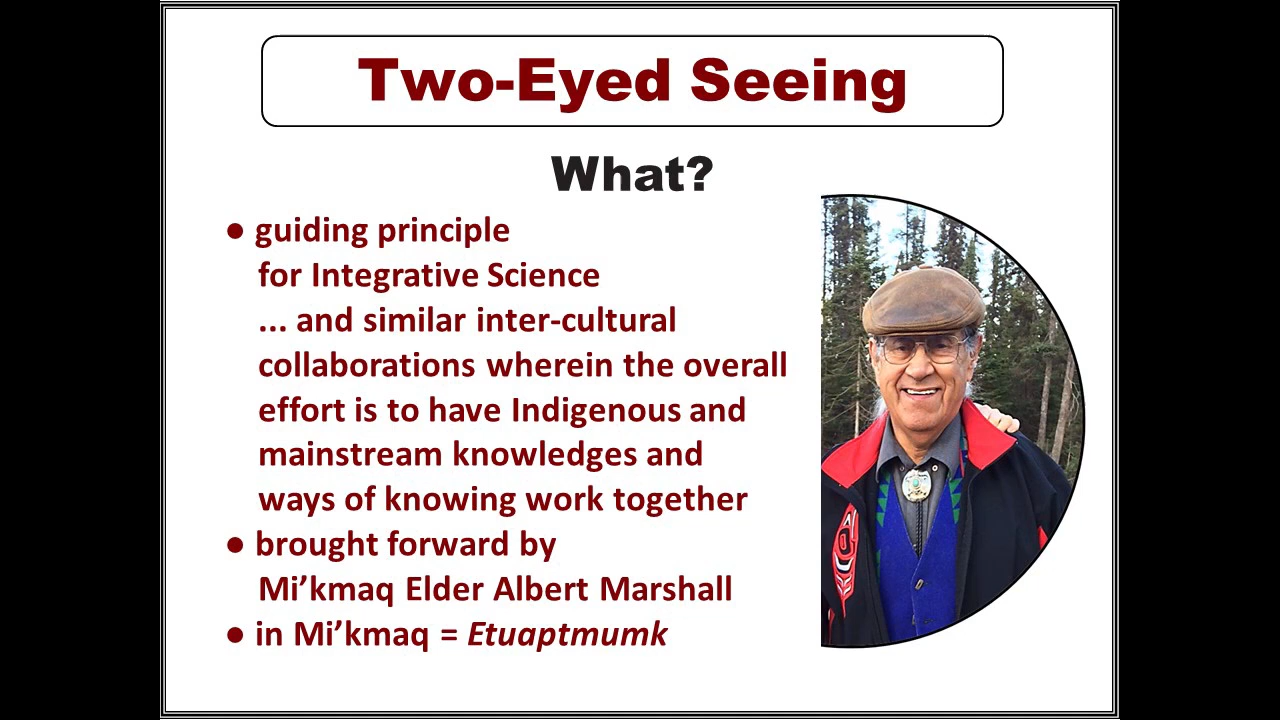 Two-Eyed Seeing
What?
● guiding principle
for Integrative Science
... and similar inter-cultural
collaborations wherein the overall
effort is to have Indigenous and
mainstream knowledges and
ways of knowing work together
● brought forward by
Mi’kmaq Elder Albert Marshall
● in Mi’kmaq = Etuaptmumk